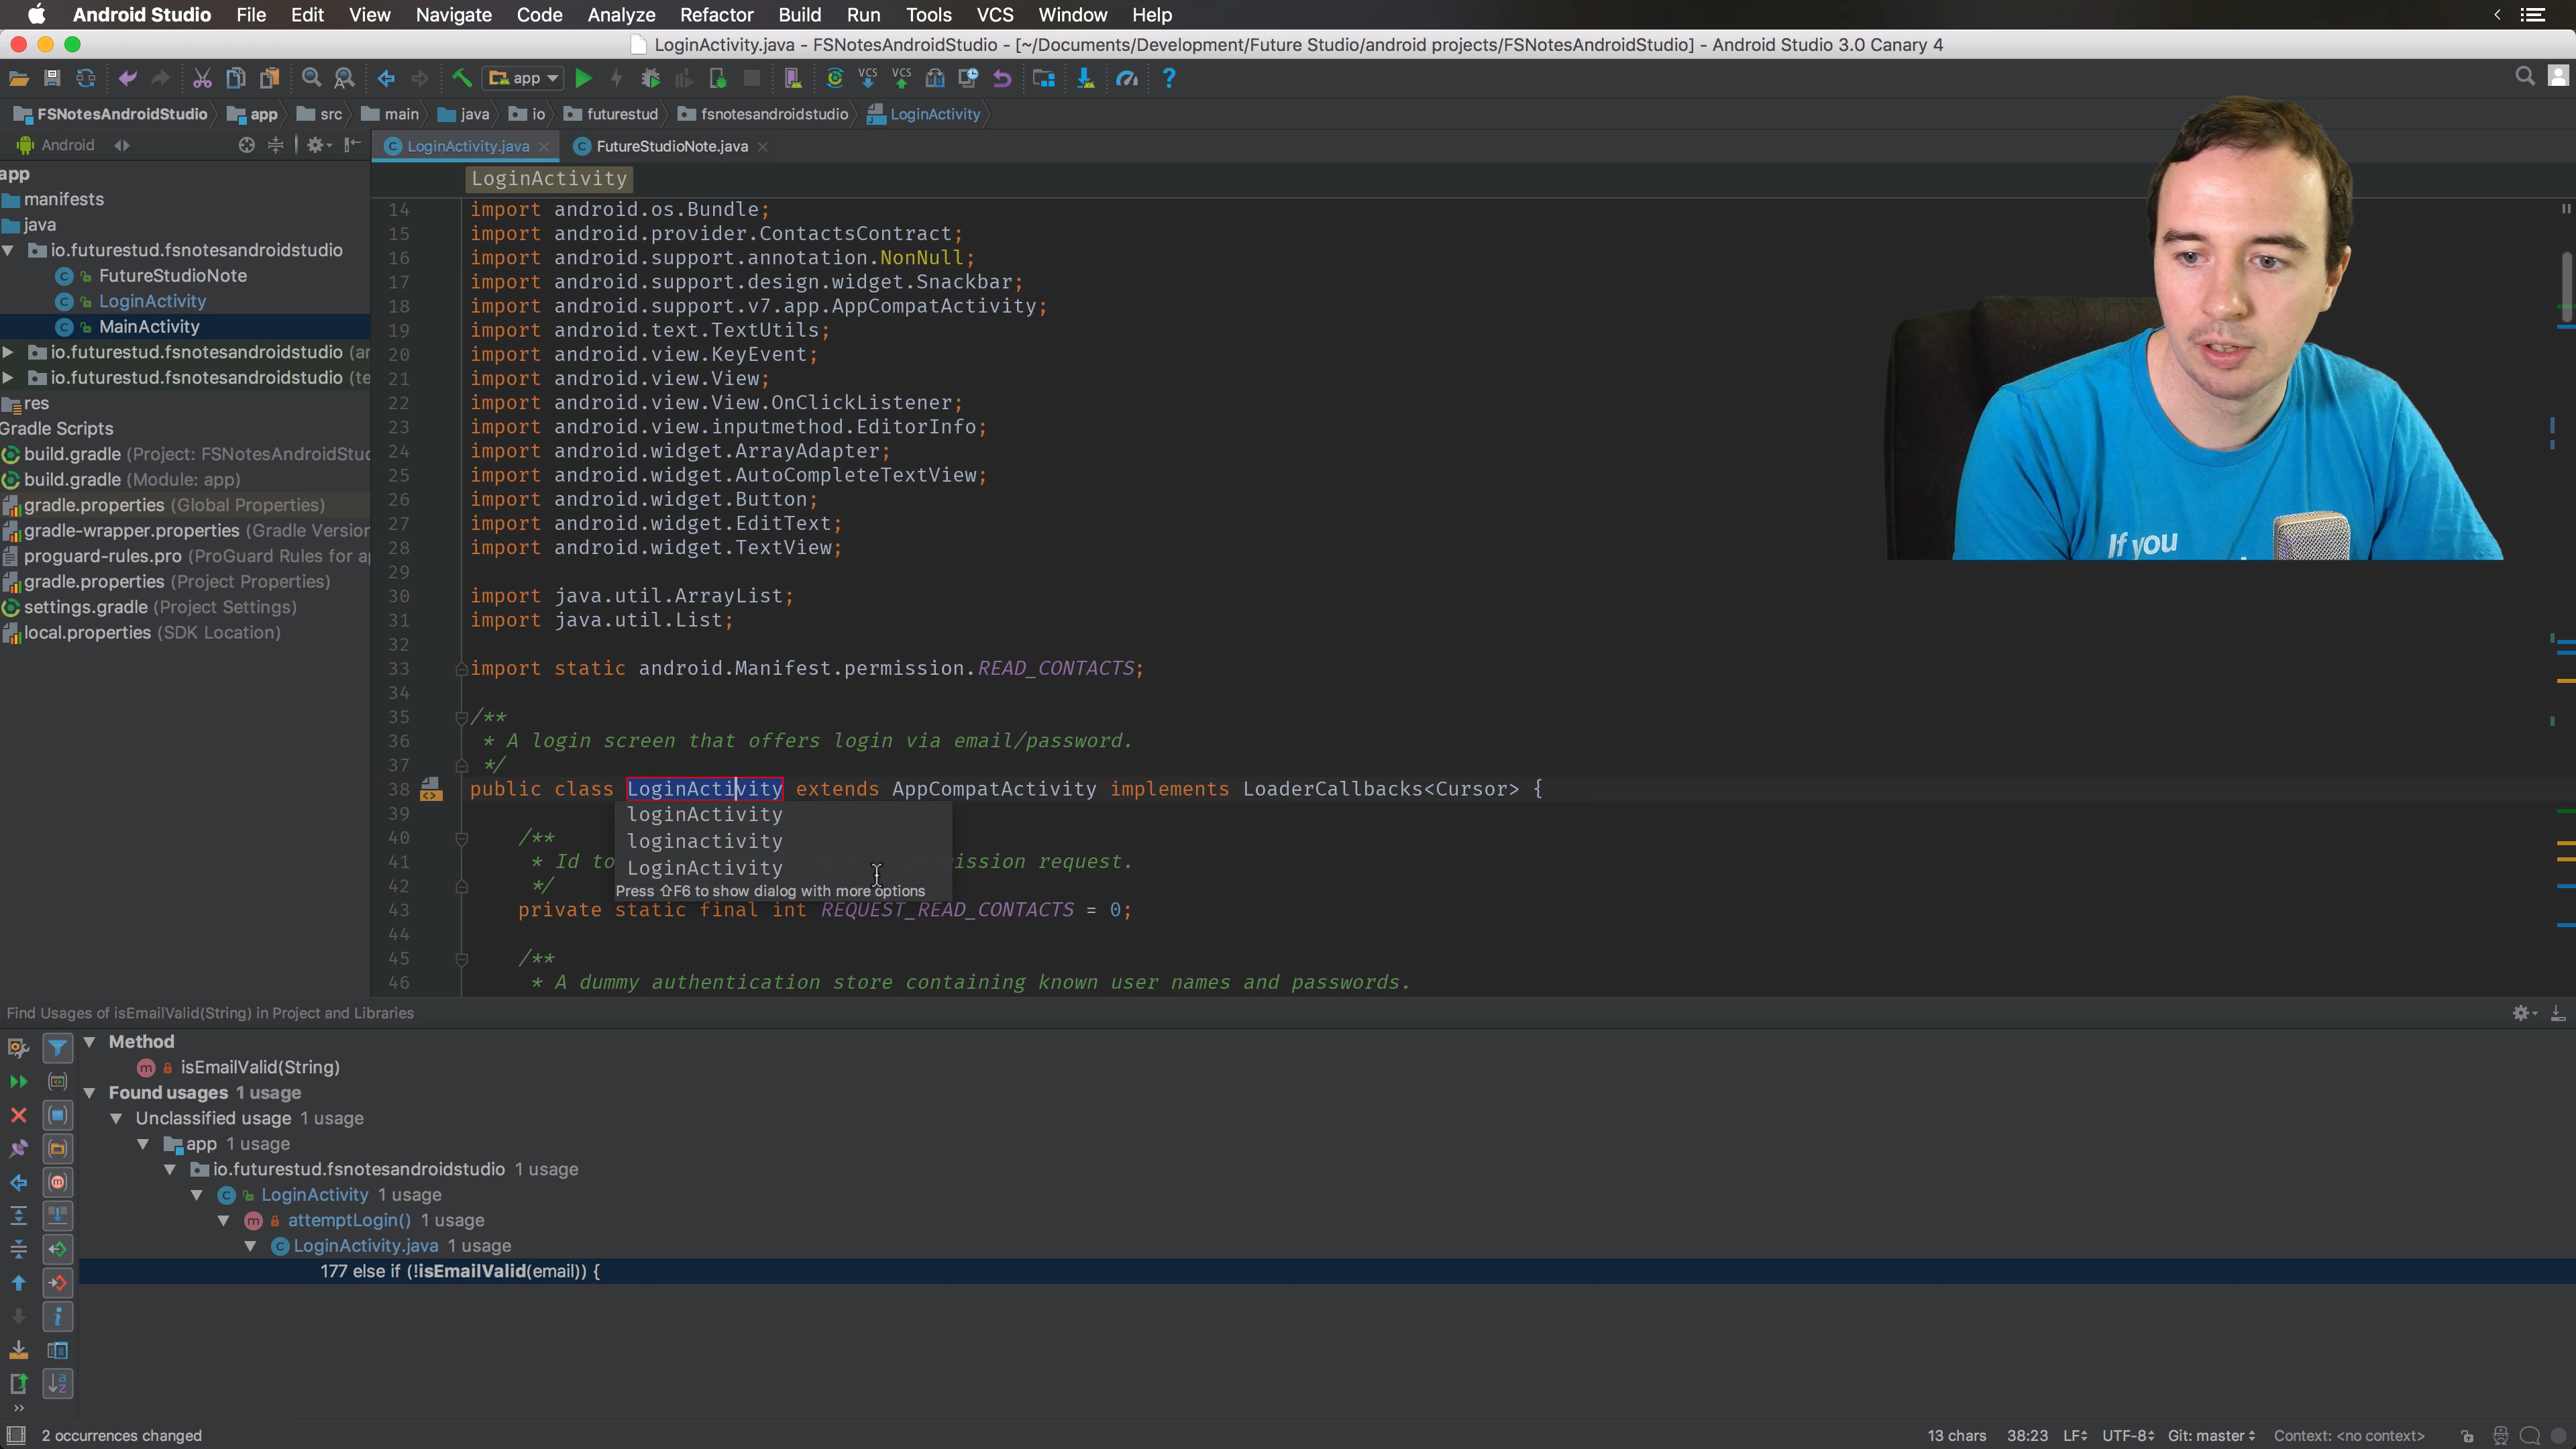 Android Studio File Edit View Navigate Code Analyze Refactor Build Run Tools VCS Window Help
LoginActivity.java - FSNotesAndroidStudio - [~/Documents/Development/Future Studio/android projects/FSNotesAndroidStudio] - Android Studio 3.0 Canary 4
app
VCS VCS
FSNotesAndroidStudio app src main java io futurestud fsnotesandroidstudio LoginActivity
Android
LoginActivity.java FutureStudioNote.java
app
manifests
java
io.futurestud.fsnotesandroidstudio
FutureStudioNote
LoginActivity
MainActivity
io.futurestud.fsnotesandroidstudio (ar
io.futurestud.fsnotesandroidstudio (te
res
Gradle Scripts
build.gradle (Project: FSNotesAndroidStuc
build.gradle (Module: app)
gradle.properties (Global Properties)
gradle-wrapper.properties (Gradle Version
proguard-rules.pro (ProGuard Rules for ap
gradle.properties (Project Properties)
settings.gradle (Project Settings)
local.properties (SDK Location)
LoginActivity
14 import android.os.Bundle;
15 import android.provider.ContactsContract;
16 import android.support.annotation.NonNull;
17 import android.support.design.widget.Snackbar;
18 import android.support.v7.app.AppCompatActivity;
19 import android.text.TextUtils;
20 import android.view.KeyEvent;
21 import android.view.View;
22 import android.view.View.OnClickListener;
23 import android.view.inputmethod.EditorInfo;
24 import android.widget.ArrayAdapter;
25 import android.widget.AutoCompleteTextView;
26 import android.widget.Button;
27 import android.widget.EditText;
28 import android.widget.TextView;
29
30 import java.util.ArrayList;
31 import java.util.List;
32
33 import static android.Manifest.permission.READ_CONTACTS;
34
35 /**
36 * A login screen that offers login via email/password.
37 */
38 public class LoginActivity extends AppCompatActivity implements LoaderCallbacks<Cursor> {
39
40 /**
41 * Id to ission request.
42 */
43 private static final int REQUEST_READ_CONTACTS = 0;
44
45 /**
46 * A dummy authentication store containing known user names and passwords.
loginActivity
loginactivity
LoginActivity
Press ⇧F6 to show dialog with more options
If you
Find Usages of isEmailValid(String) in Project and Libraries
Method
isEmailValid(String)
Found usages 1 usage
Unclassified usage 1 usage
app 1 usage
io.futurestud.fsnotesandroidstudio 1 usage
LoginActivity 1 usage
attemptLogin() 1 usage
LoginActivity.java 1 usage
177 else if (!isEmailValid(email)) {
2 occurrences changed
13 chars 38:23 LF UTF-8 Git: master Context: <no context>